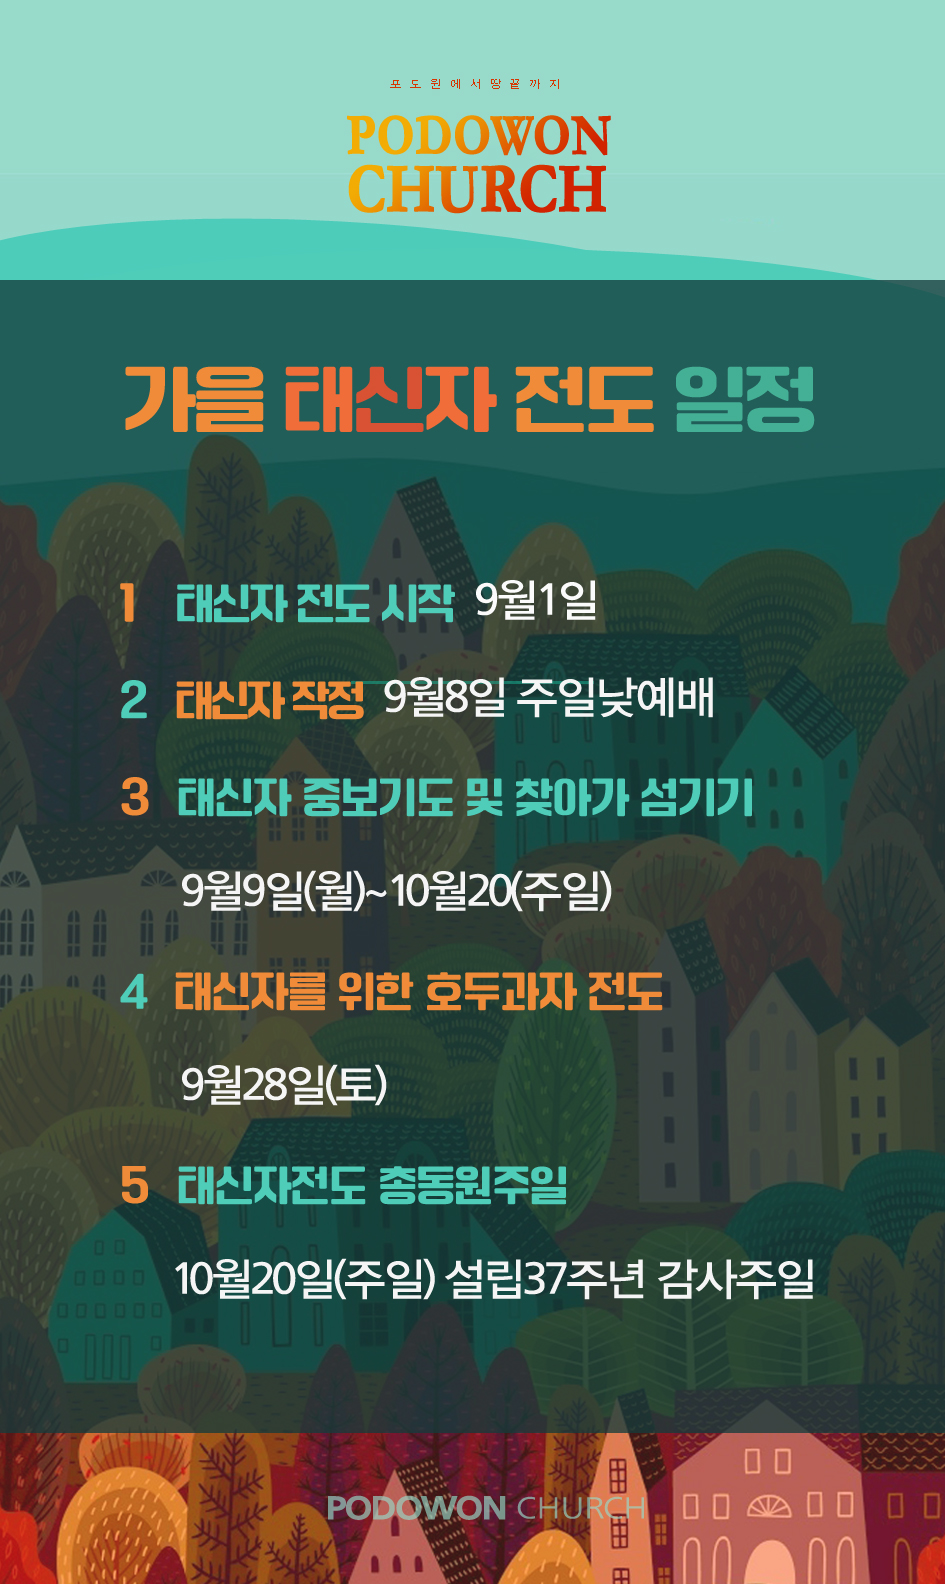 포도원에서땅끝까지
PODOWON
CHURCH
가을 태신자 전도 일정
1 태신자 전도 시작 9월1일
2 태신자 작정 9월8일 주일낮예배
3 태신자 중보기도 및 찾아가 섬기기
9월9일(월)~10월20(주일)
4 태신자를 위한 호두과자 전도
9월28일(토)
5 태신자전도 총동원주일
10월20일(주일) 설립37주년 감사주일
PODOWON CHURCH